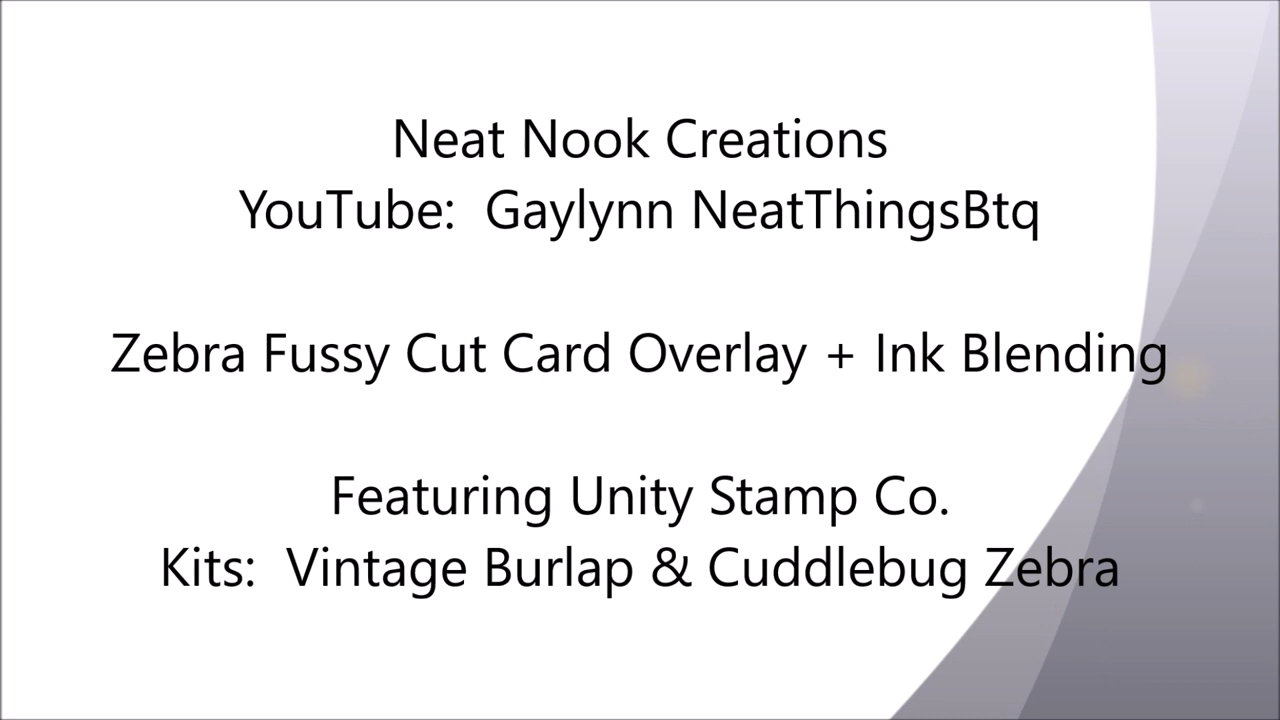 Neat Nook Creations
YouTube:  Gaylynn NeatThingsBtq
Zebra Fussy Cut Card Overlay + Ink Blending
Featuring Unity Stamp Co.
Kits:  Vintage Burlap & Cuddlebug Zebra